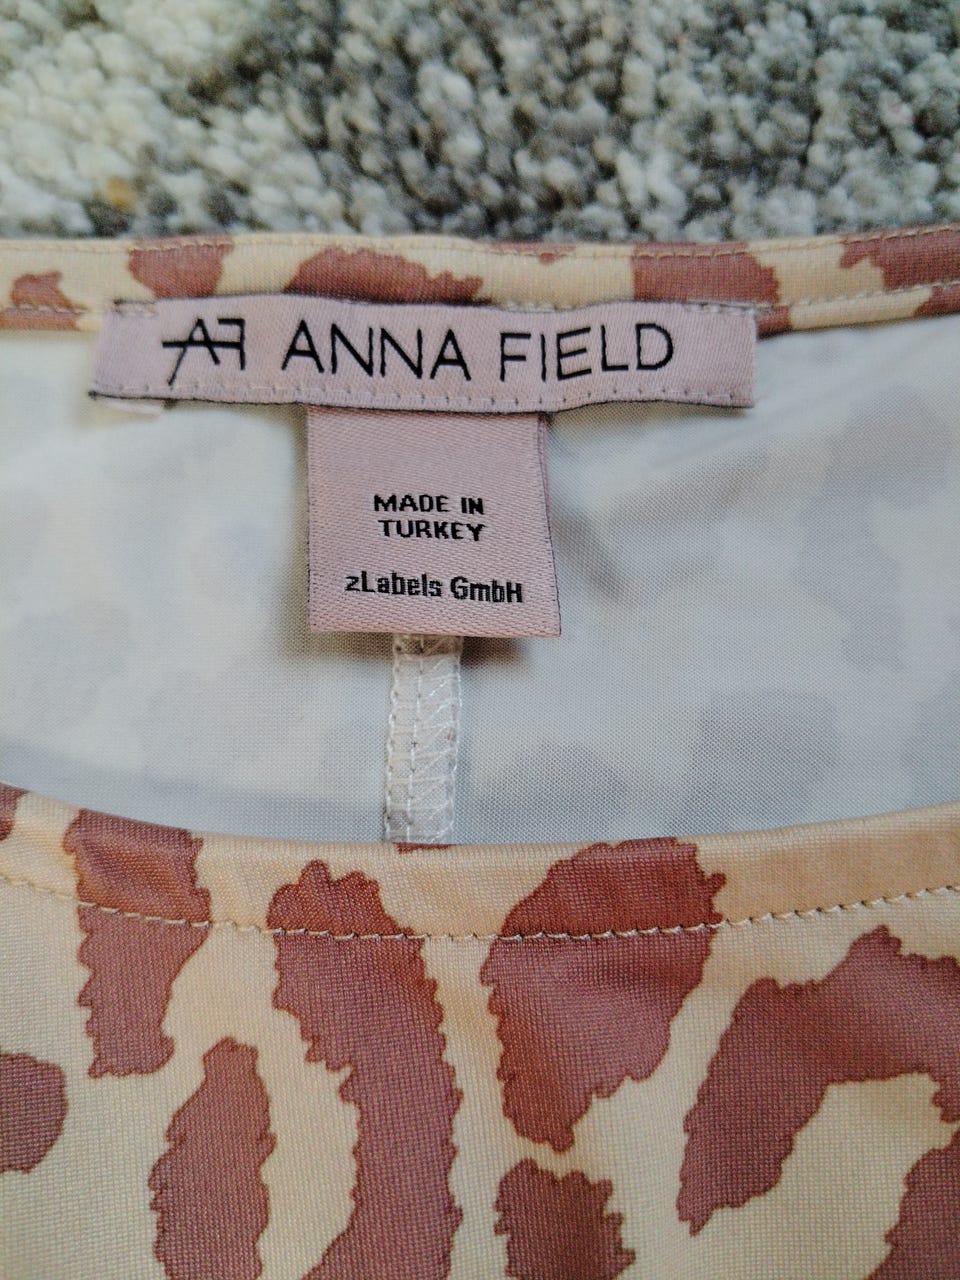 AF ANNA FIELD
MADE IN
TURKEY
zLabels GmbH